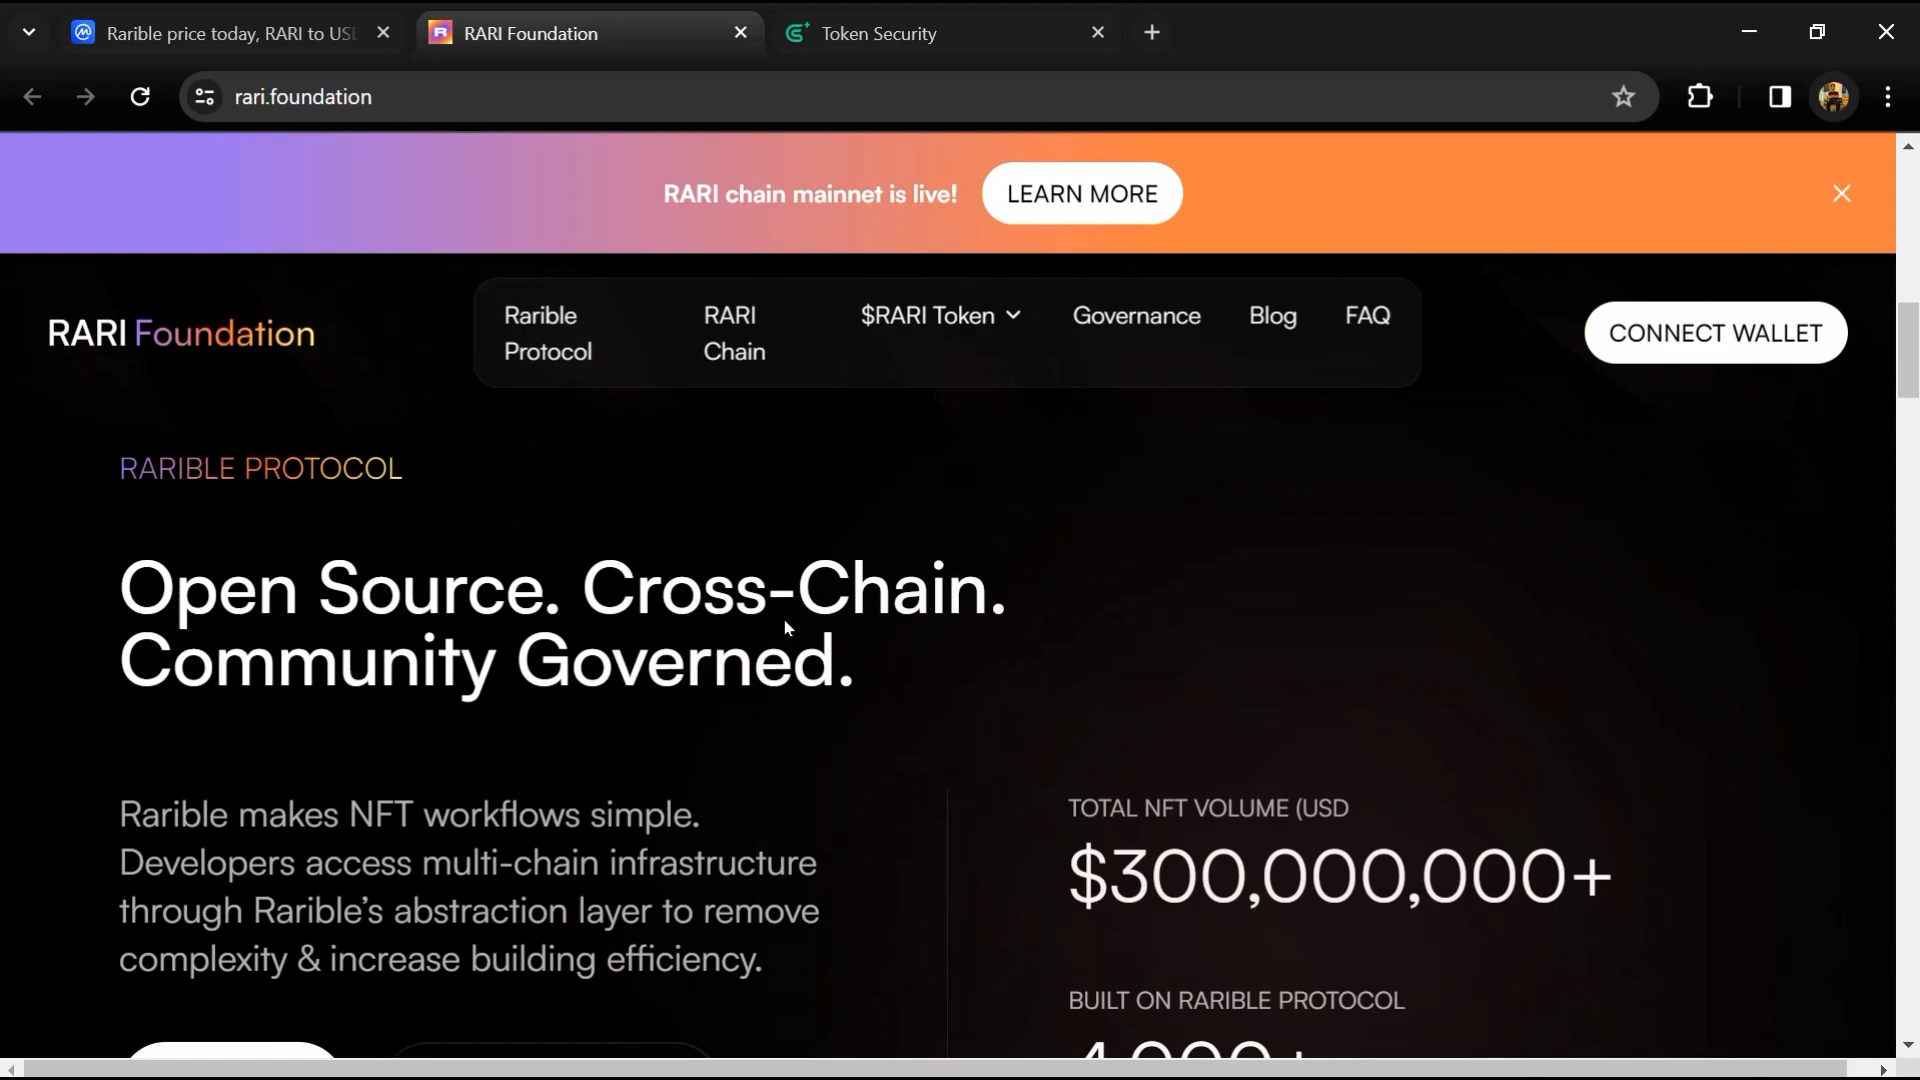 Rarible price today, RARI to US
RARI Foundation
Token Security
rari.foundation
RARI chain mainnet is live!
LEARN MORE
RARI Foundation
Rarible
Protocol
RARI
Chain
$RARI Token
Governance
Blog
FAQ
CONNECT WALLET
RARIBLE PROTOCOL
Open Source. Cross-Chain.
Community Governed.
Rarible makes NFT workflows simple.
Developers access multi-chain infrastructure
through Rarible’s abstraction layer to remove
complexity & increase building efficiency.
TOTAL NFT VOLUME (USD
$300,000,000+
BUILT ON RARIBLE PROTOCOL